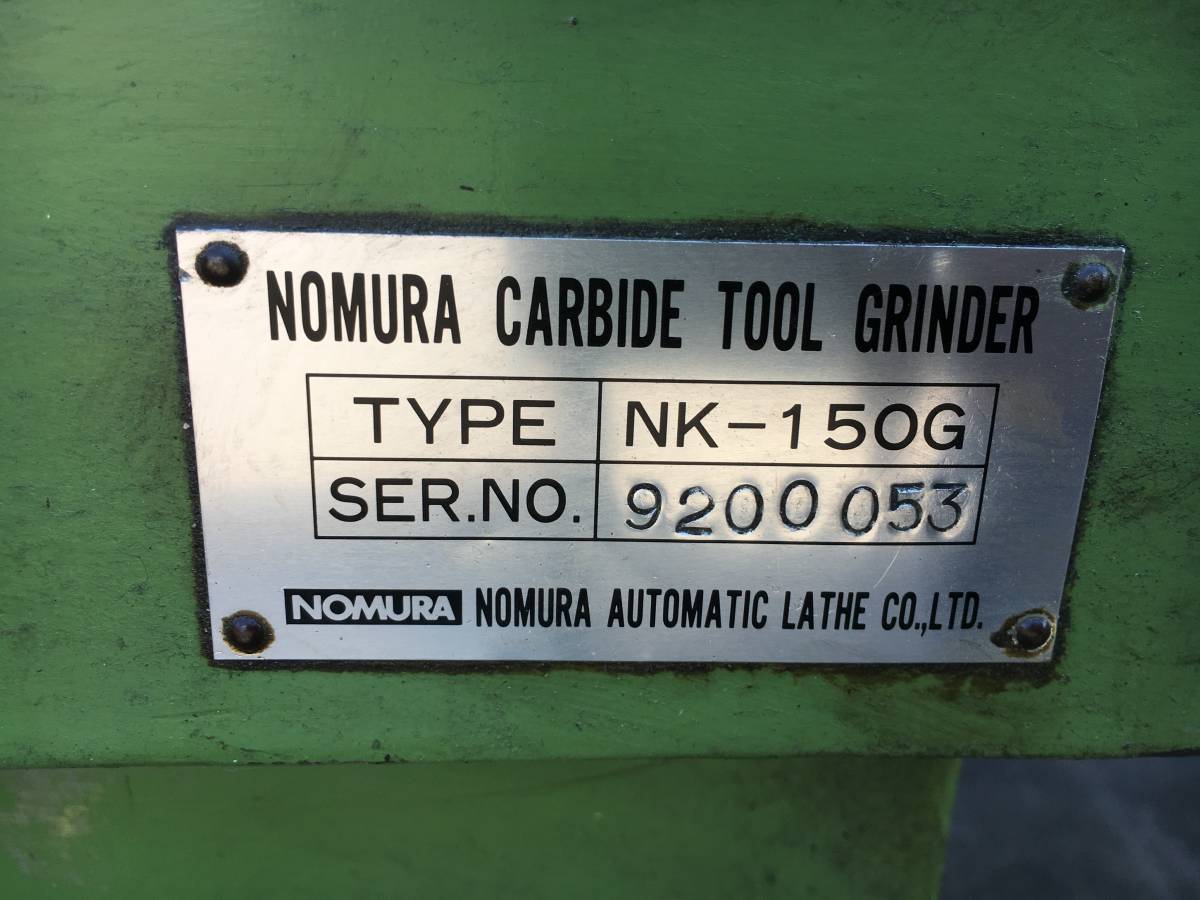 NOMURA CARBIDE TOOL GRINDER
TYPE NK-150G
SER.NO. 9200053
NOMURA NOMURA AUTOMATIC LATHE CO.,LTD.